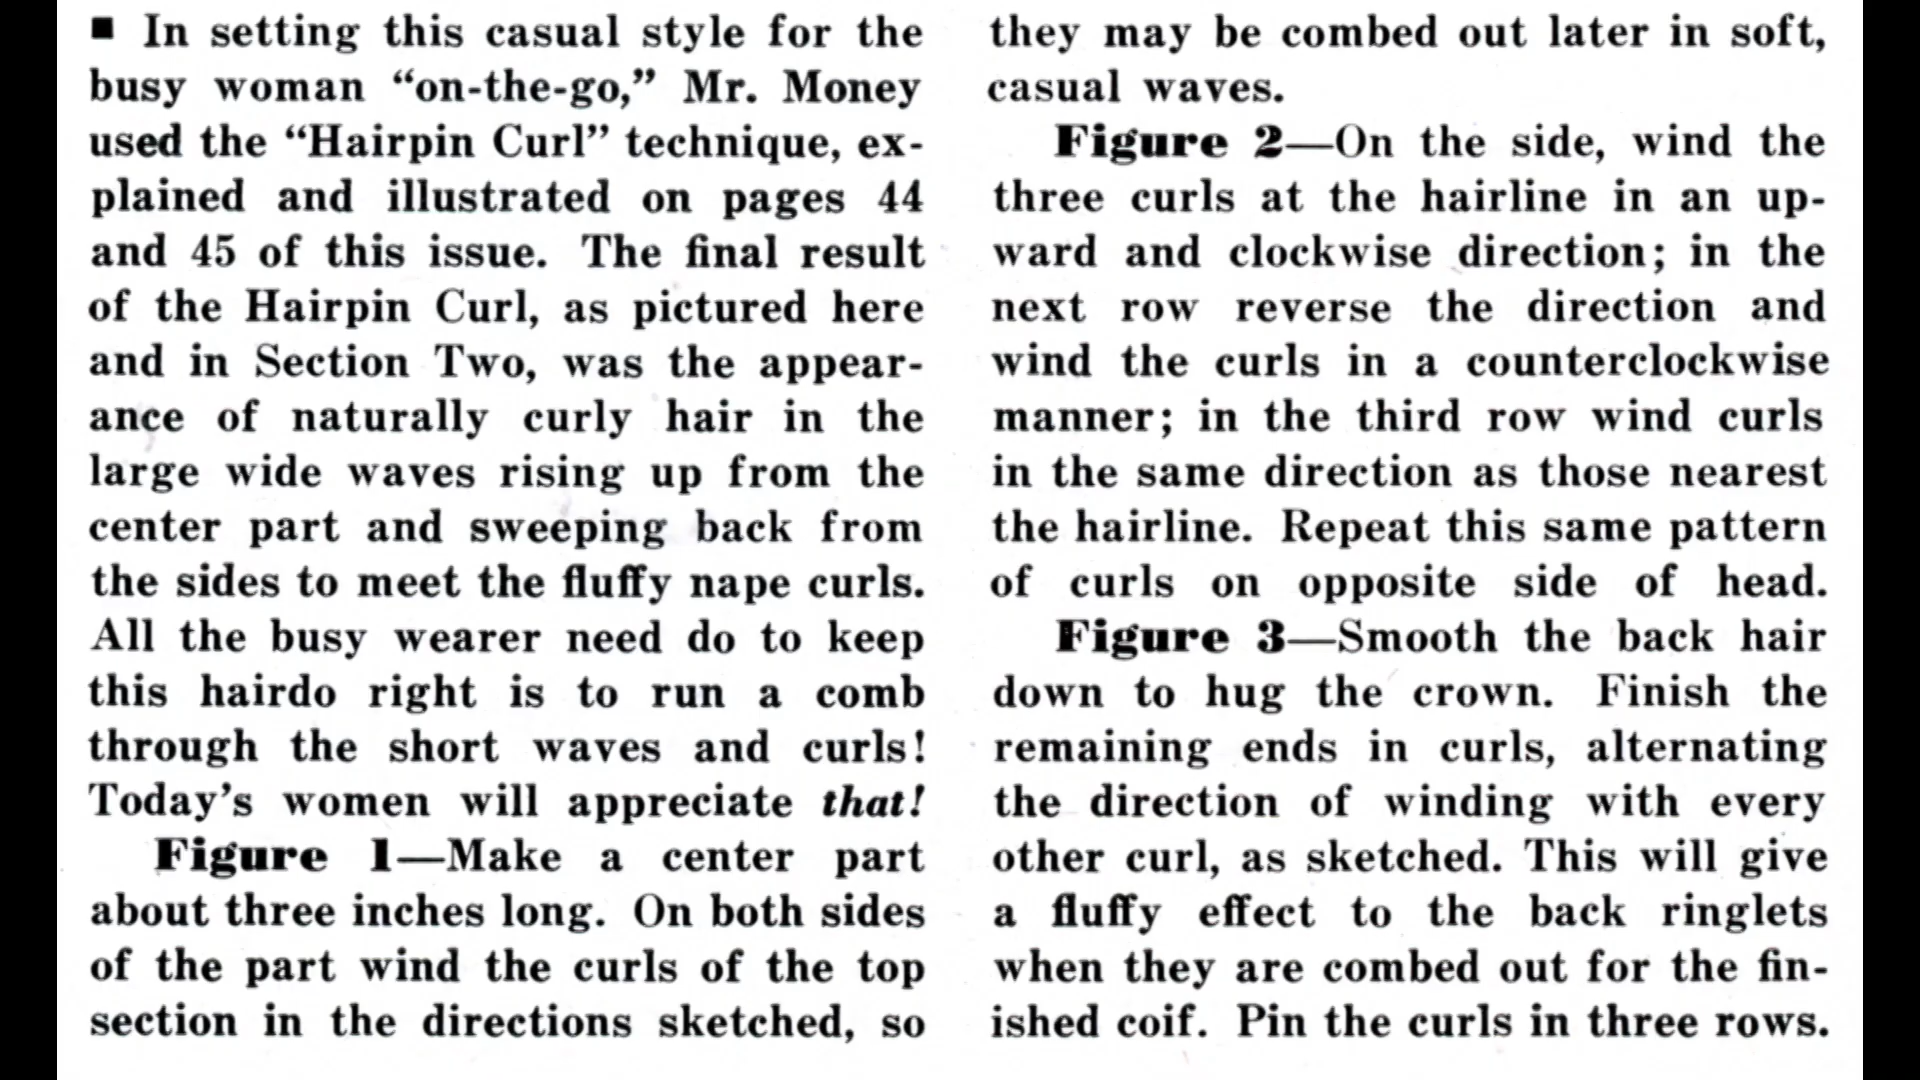 ■ In setting this casual style for the
busy woman “on-the-go,” Mr. Money
used the “Hairpin Curl” technique, ex-
plained and illustrated on pages 44
and 45 of this issue. The final result
of the Hairpin Curl, as pictured here
and in Section Two, was the appear-
ance of naturally curly hair in the
large wide waves rising up from the
center part and sweeping back from
the sides to meet the fluffy nape curls.
All the busy wearer need do to keep
this hairdo right is to run a comb
through the short waves and curls!
Today’s women will appreciate that!
Figure 1—Make a center part
about three inches long. On both sides
of the part wind the curls of the top
section in the directions sketched, so
they may be combed out later in soft,
casual waves.
Figure 2—On the side, wind the
three curls at the hairline in an up-
ward and clockwise direction; in the
next row reverse the direction and
wind the curls in a counterclockwise
manner; in the third row wind curls
in the same direction as those nearest
the hairline. Repeat this same pattern
of curls on opposite side of head.
Figure 3—Smooth the back hair
down to hug the crown. Finish the
remaining ends in curls, alternating
the direction of winding with every
other curl, as sketched. This will give
a fluffy effect to the back ringlets
when they are combed out for the fin-
ished coif. Pin the curls in three rows.